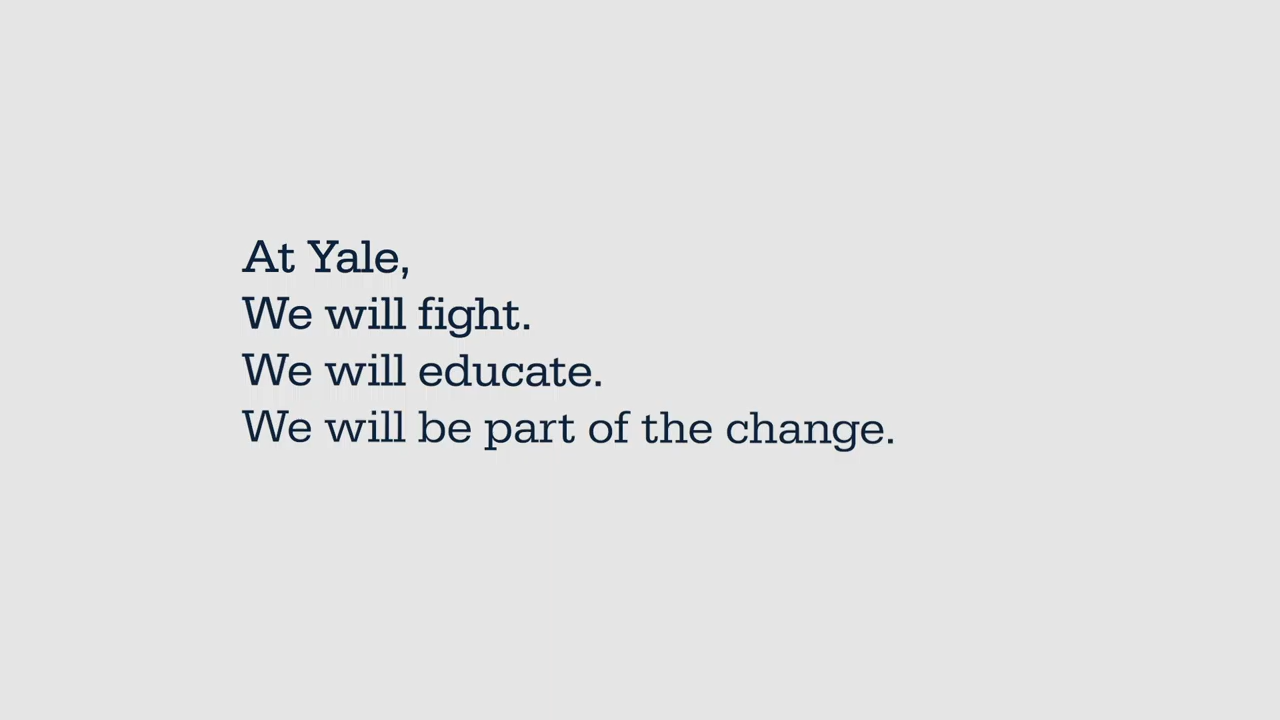 At Yale,
We will fight.
We will educate.
We will be part of the change.